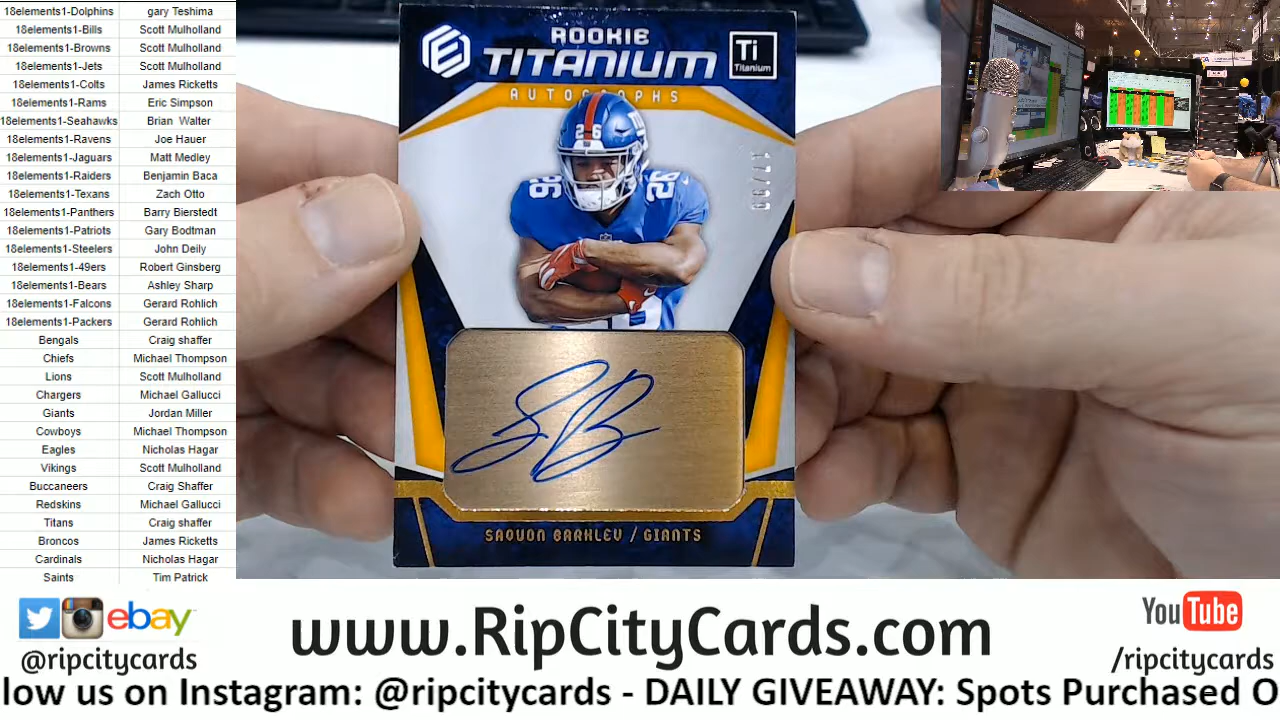 18elements1-Dolphins gary Teshima
18elements1-Bills Scott Mulholland
18elements1-Browns Scott Mulholland
18elements1-Jets Scott Mulholland
18elements1-Colts James Ricketts
18elements1-Rams Eric Simpson
18elements1-Seahawks Brian Walter
18elements1-Ravens Joe Hauer
18elements1-Jaguars Matt Medley
18elements1-Raiders Benjamin Baca
18elements1-Texans Zach Otto
18elements1-Panthers Barry Bierstedt
18elements1-Patriots Gary Bodtman
18elements1-Steelers John Deily
18elements1-49ers Robert Ginsberg
18elements1-Bears Ashley Sharp
18elements1-Falcons Gerard Rohlich
18elements1-Packers Gerard Rohlich
Bengals Craig shaffer
Chiefs Michael Thompson
Lions Scott Mulholland
Chargers Michael Gallucci
Giants Jordan Miller
Cowboys Michael Thompson
Eagles Nicholas Hagar
Vikings Scott Mulholland
Buccaneers Craig Shaffer
Redskins Michael Gallucci
Titans Craig shaffer
Broncos James Ricketts
Cardinals Nicholas Hagar
Saints Tim Patrick
E
ROOKIE
TITANIUM
AUTOGRAPHS
Ti
Titanium
26
26
26
SB
SAQUON BARKLEY / GIANTS
ebay
@ripcitycards
www.RipCityCards.com
YouTube
/ripcitycards
low us on Instagram: @ripcitycards - DAILY GIVEAWAY: Spots Purchased O